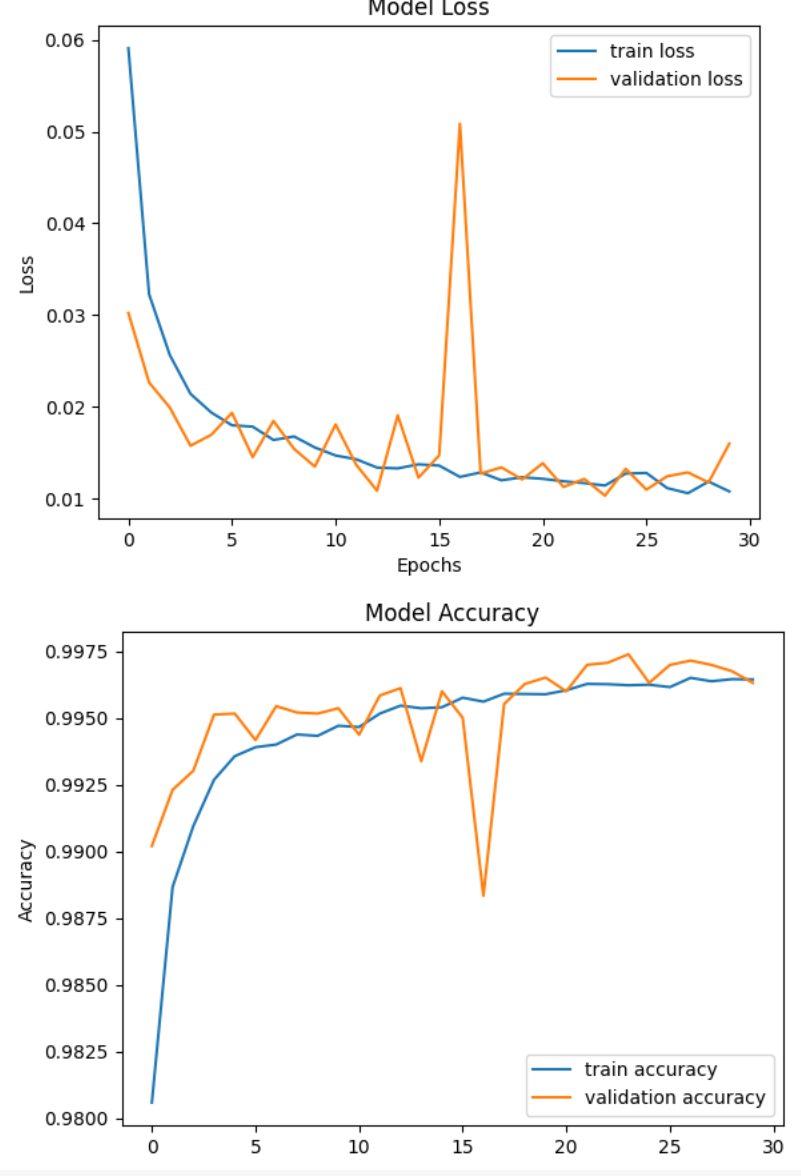 Model Loss
train loss
validation loss
0.06
0.05
0.04
0.03
0.02
0.01
Loss
0 5 10 15 20 25 30
Epochs
Model Accuracy
0.9975
0.9950
0.9925
0.9900
0.9875
0.9850
0.9825
0.9800
Accuracy
train accuracy
validation accuracy
0 5 10 15 20 25 30